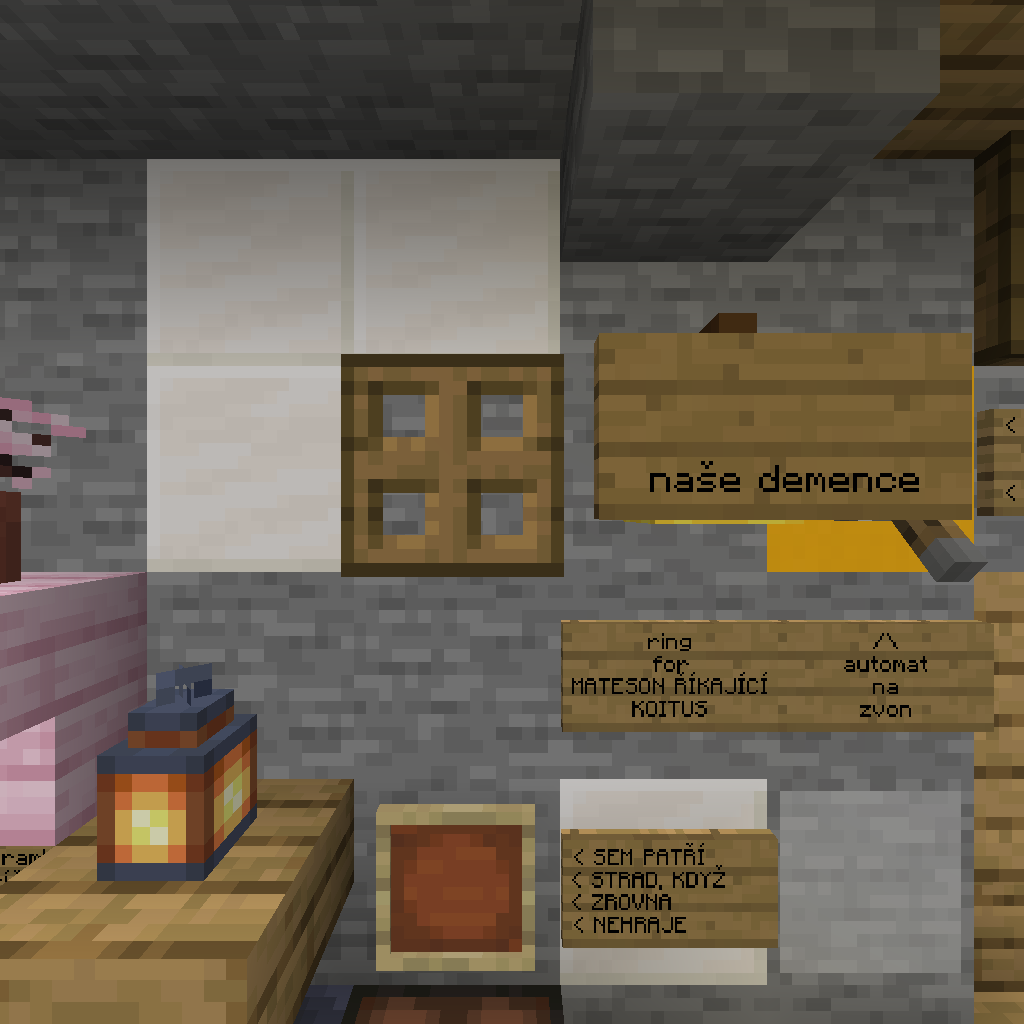 naše demence
<
<
ring
for
MATESON ŘÍKAJÍCÍ
KOITUS
/\
automat
na
zvon
< SEM PATŘÍ
< STRAD, KDYŽ
< ZROVNA
< NEHRAJE